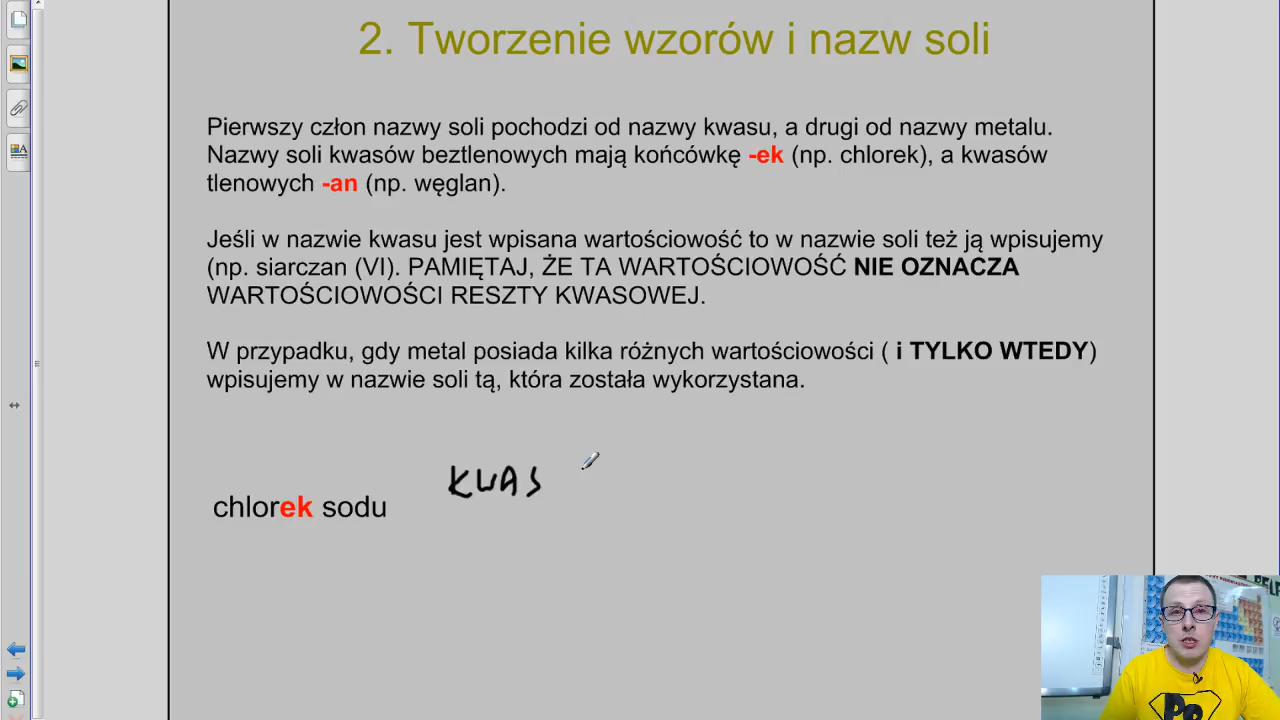 2. Tworzenie wzorów i nazw soli
Pierwszy człon nazwy soli pochodzi od nazwy kwasu, a drugi od nazwy metalu.
Nazwy soli kwasów beztlenowych mają końcówkę -ek (np. chlorek), a kwasów
tlenowych -an (np. węglan).
Jeśli w nazwie kwasu jest wpisana wartościowość to w nazwie soli też ją wpisujemy
(np. siarczan (VI). PAMIĘTAJ, ŻE TA WARTOŚCIOWOŚĆ NIE OZNACZA
WARTOŚCIOWOŚCI RESZTY KWASOWEJ.
W przypadku, gdy metal posiada kilka różnych wartościowości ( i TYLKO WTEDY)
wpisujemy w nazwie soli tą, która została wykorzystana.
KWAS
chlorek sodu